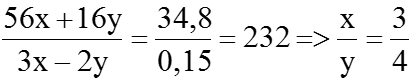 (56x + 16y)/(3x − 2y) = 34,8/0,15 = 232 => x/y = 3/4